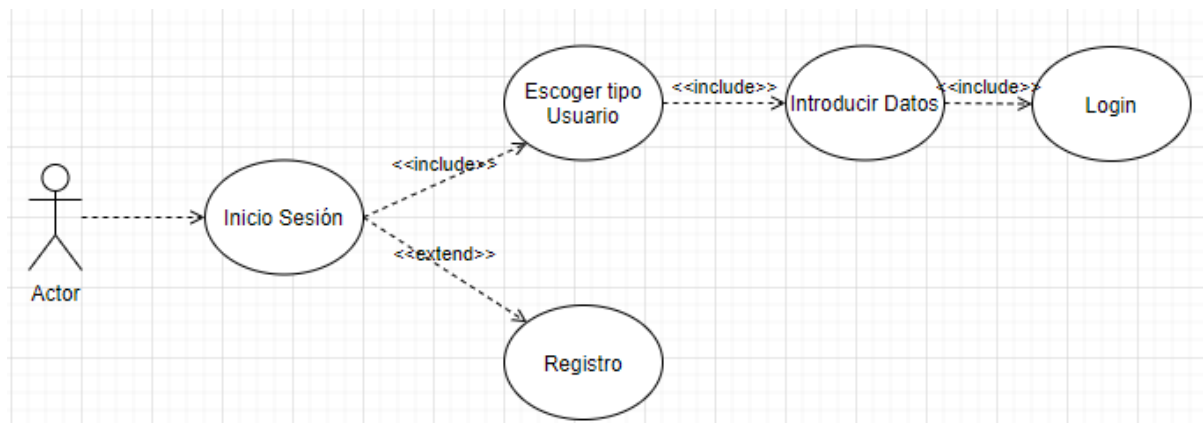 Escoger tipo
Usuario
<<include>>
Introducir Datos
<<include>>
Login
<<include>>
Inicio Sesión
<<extend>>
Actor
Registro